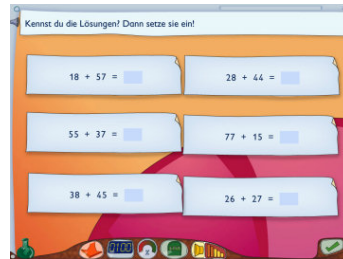 Kennst du die Lösungen? Dann setze sie ein!
18 + 57 =
28 + 44 =
55 + 37 =
77 + 15 =
38 + 45 =
26 + 27 =
0100